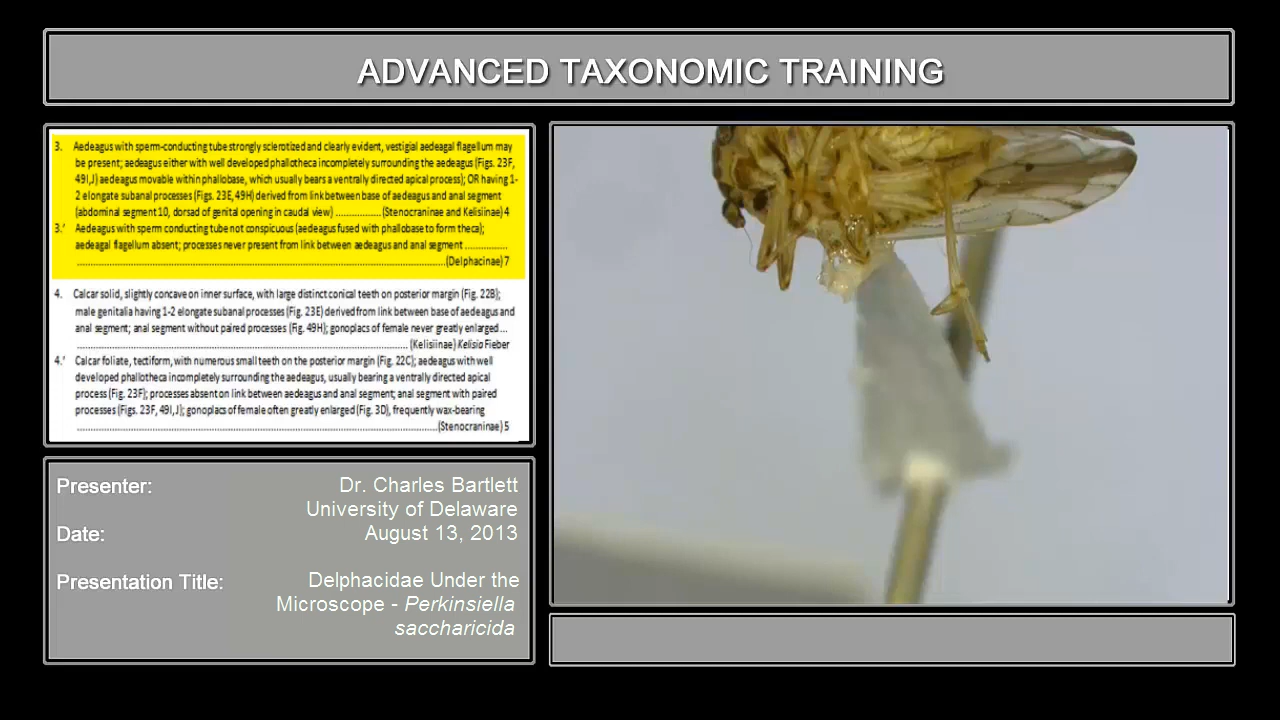 ADVANCED TAXONOMIC TRAINING
3. Aedeagus with sperm-conducting tube strongly sclerotized and clearly evident, vestigial aedeagal flagellum may
be present; aedeagus either with well developed phallotheca incompletely surrounding the aedeagus (Figs. 23F,
49I,J) aedeagus movable within phallobase, which usually bears a ventrally directed apical process); OR having 1-
2 elongate subanal processes (Figs. 23E, 49H) derived from link between base of aedeagus and anal segment
(abdominal segment 10, dorsad of genital opening in caudal view) .................(Stenocraninae and Kelisiinae) 4
3.' Aedeagus with sperm conducting tube not conspicuous (aedeagus fused with phallobase to form theca);
aedeagal flagellum absent; processes never present from link between aedeagus and anal segment ................
....................................................................................................(Delphacinae) 7
4. Calcar solid, slightly concave on inner surface, with large distinct conical teeth on posterior margin (Fig. 22B);
male genitalia having 1-2 elongate subanal processes (Fig. 23E) derived from link between base of aedeagus and
anal segment; anal segment without paired processes (Fig. 49H); gonoplacs of female never greatly enlarged...
.......................................................................................... (Kelisiinae) Kelisia Fieber
4.' Calcar foliate, tectiform, with numerous small teeth on the posterior margin (Fig. 22C); aedeagus with well
developed phallotheca incompletely surrounding the aedeagus, usually bearing a ventrally directed apical
process (Fig. 23F); processes absent on link between aedeagus and anal segment; anal segment with paired
processes (Figs. 23F, 49I,J); gonoplacs of female often greatly enlarged (Fig. 3D), frequently wax-bearing
..................................................................................................(Stenocraninae) 5
Presenter: Dr. Charles Bartlett
University of Delaware
Date: August 13, 2013
Presentation Title: Delphacidae Under the
Microscope - Perkinsiella
saccharicida